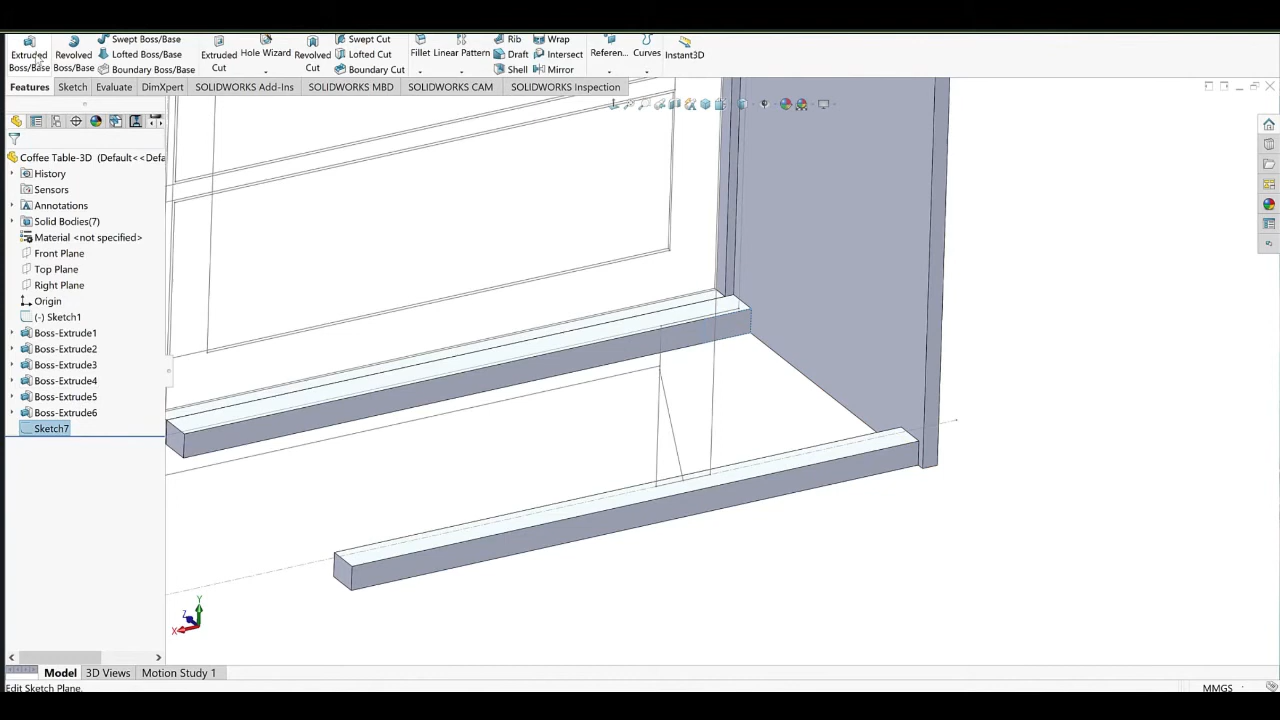 Extruded Boss/Base
Revolved Boss/Base
Swept Boss/Base
Lofted Boss/Base
Boundary Boss/Base
Extruded Cut
Hole Wizard
Revolved Cut
Swept Cut
Lofted Cut
Boundary Cut
Fillet
Linear Pattern
Rib
Draft
Shell
Wrap
Intersect
Mirror
Referen...
Curves
Instant3D
Features
Sketch
Evaluate
DimXpert
SOLIDWORKS Add-Ins
SOLIDWORKS MBD
SOLIDWORKS CAM
SOLIDWORKS Inspection
Coffee Table-3D (Default<<Defa
History
Sensors
Annotations
Solid Bodies(7)
Material <not specified>
Front Plane
Top Plane
Right Plane
Origin
(-) Sketch1
Boss-Extrude1
Boss-Extrude2
Boss-Extrude3
Boss-Extrude4
Boss-Extrude5
Boss-Extrude6
Sketch7
Y
Z
X
Model
3D Views
Motion Study 1
Edit Sketch Plane.
MMGS